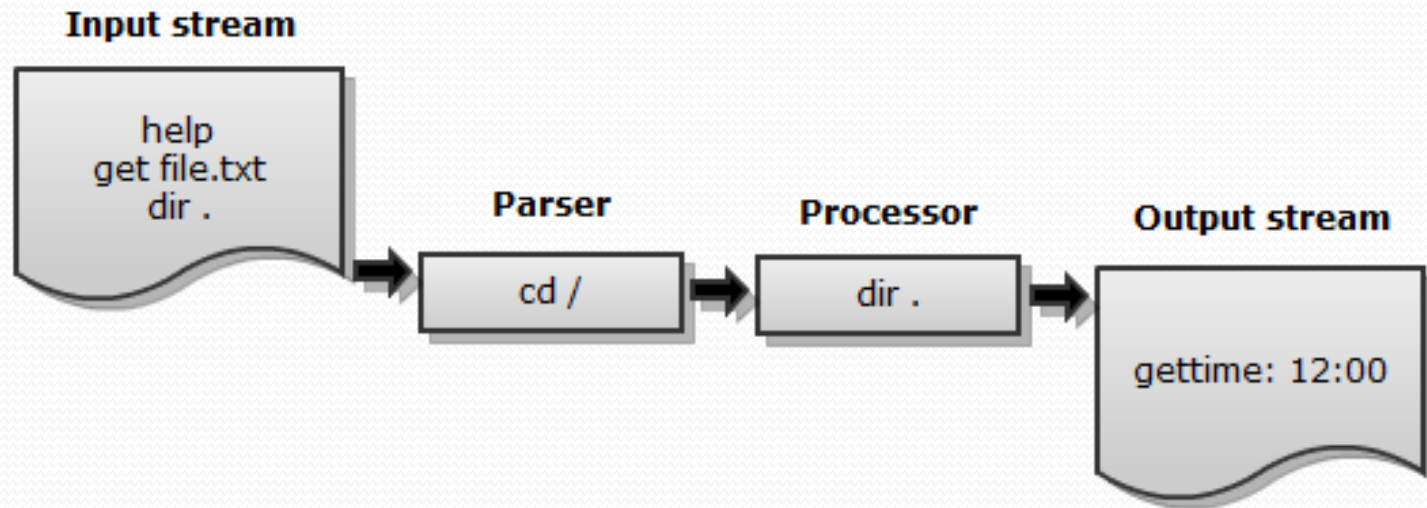 Input stream
help
get file.txt
dir .
Parser
cd /
Processor
dir .
Output stream
gettime: 12:00